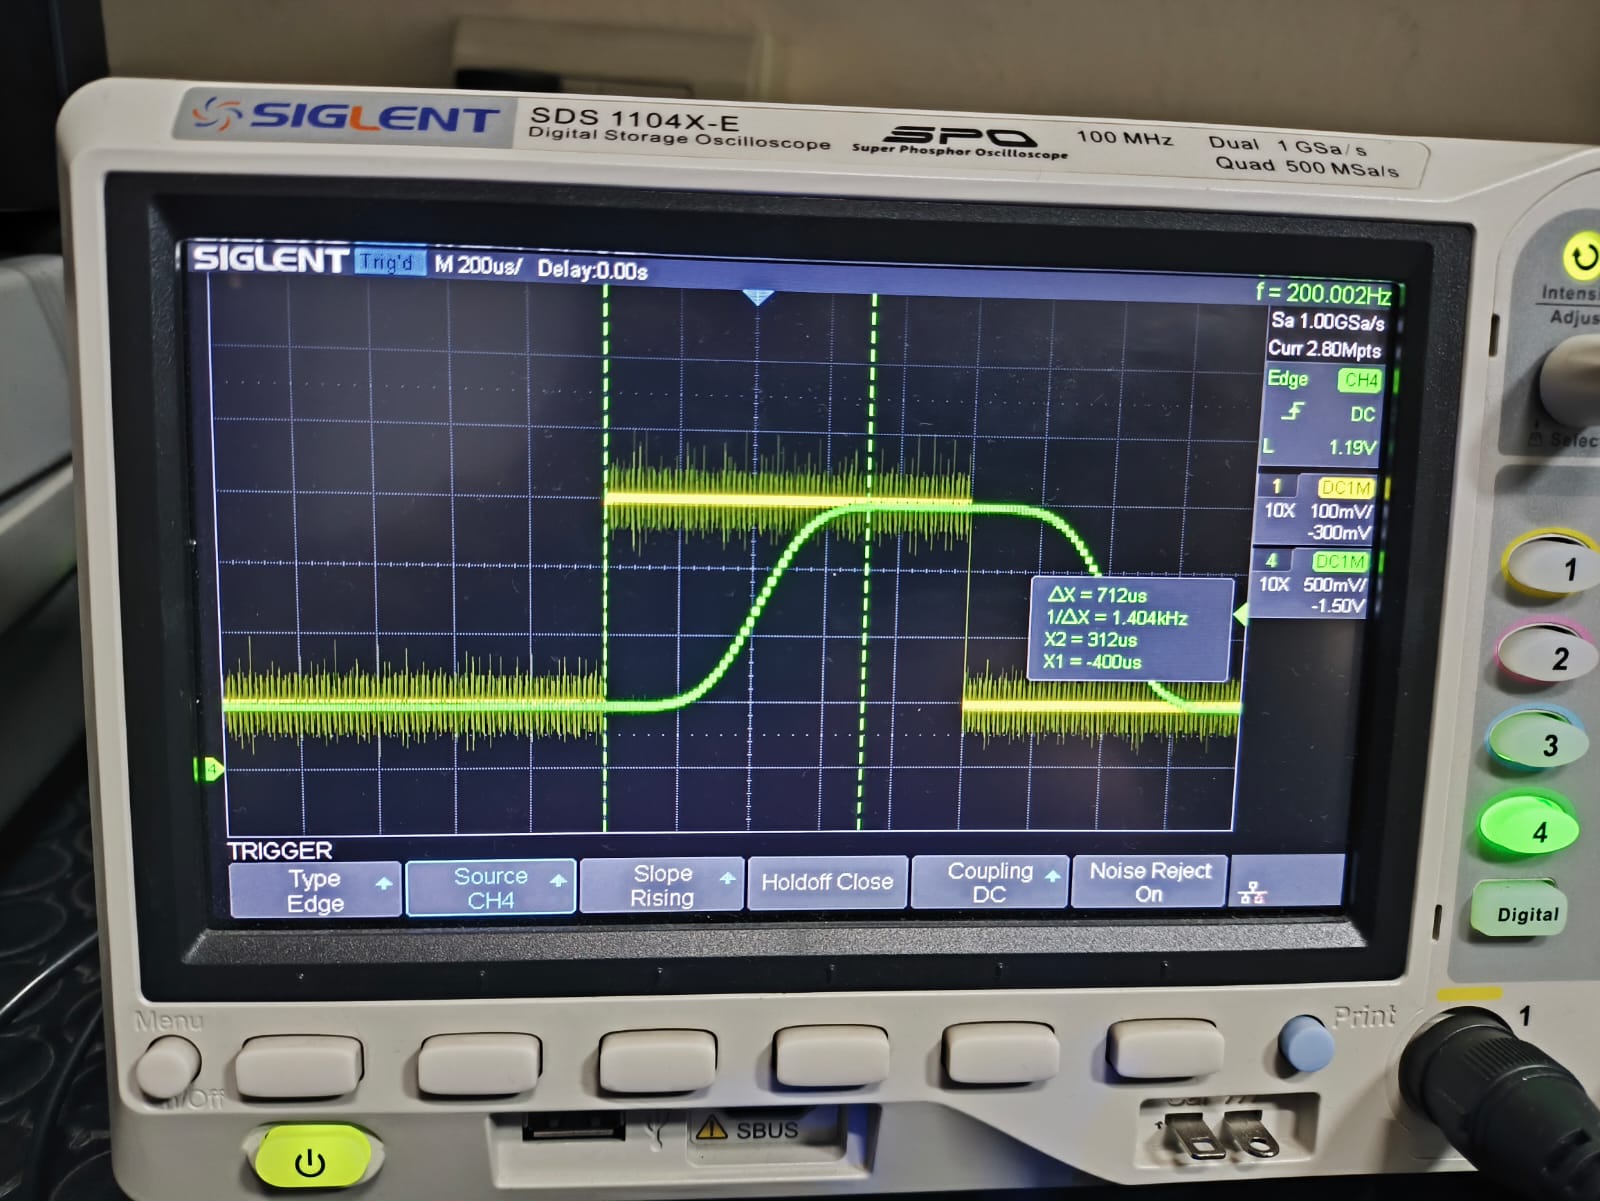 SIGLENT
SDS 1104X-E
Digital Storage Oscilloscope
SPO
Super Phosphor Oscilloscope
100 MHz
Dual 1 GSa/s
Quad 500 MSa/s
SIGLENT Trig'd M 200us/ Delay:0.00s
f = 200.002Hz
Sa 1.00GSa/s
Curr 2.80Mpts
Edge CH4
DC
L 1.19V
1 DC1M
10X 100mV/
-300mV
4 DC1M
10X 500mV/
-1.50V
ΔX = 712us
1/ΔX = 1.404kHz
X2 = 312us
X1 = -400us
4
TRIGGER
Type
Edge
Source
CH4
Slope
Rising
Holdoff Close
Coupling
DC
Noise Reject
On
Adjus
1
2
3
4
Digital
Menu
On/Off
Print
1
SBUS